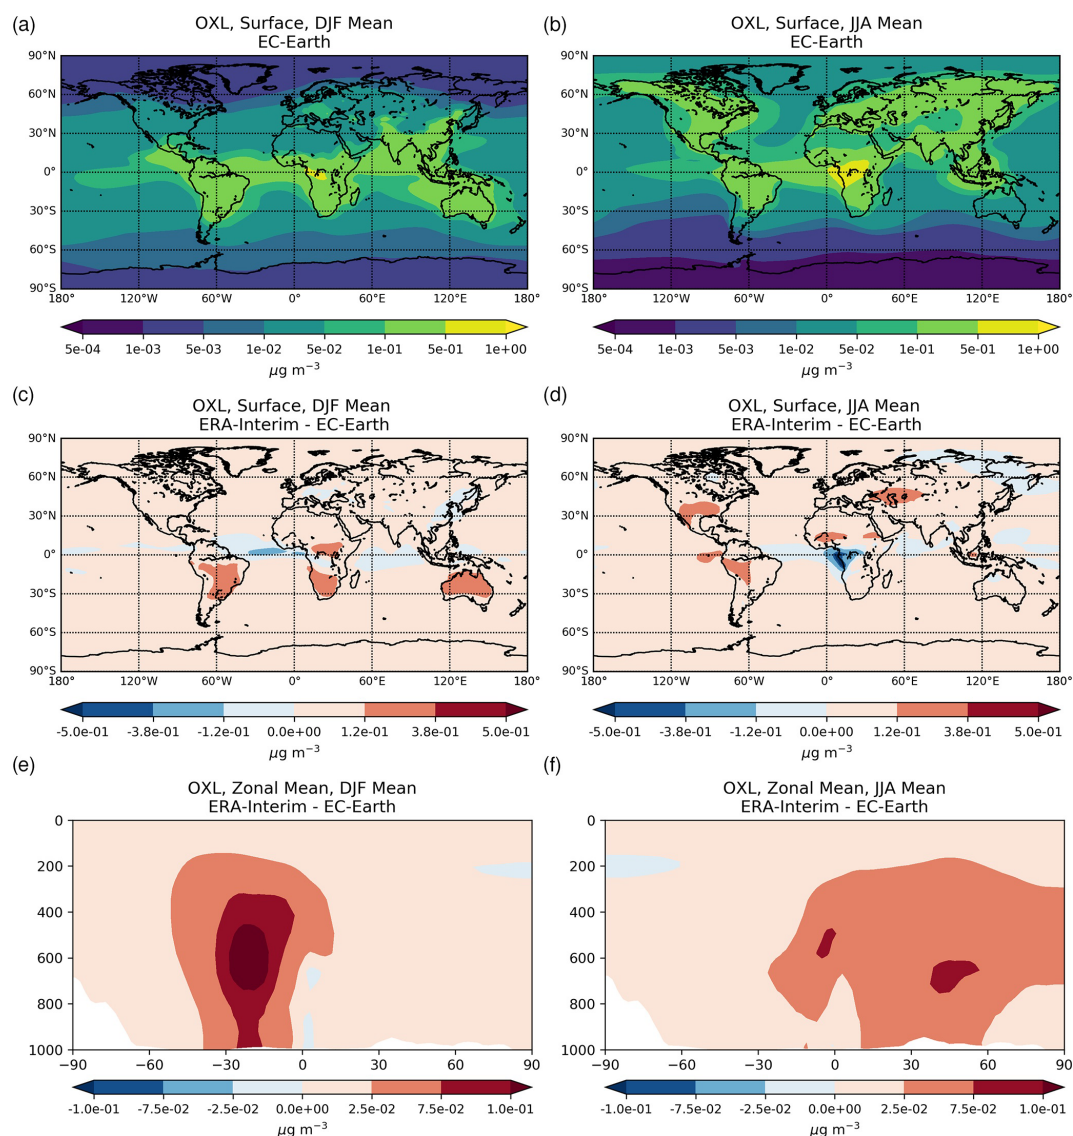 (a)
OXL, Surface, DJF Mean
EC-Earth
90°N
60°N
30°N
0°
30°S
60°S
90°S
180° 120°W 60°W 0° 60°E 120°E 180°
5e-04 1e-03 5e-03 1e-02 5e-02 1e-01 5e-01 1e+00
μg m⁻³
(b)
OXL, Surface, JJA Mean
EC-Earth
90°N
60°N
30°N
0°
30°S
60°S
90°S
180° 120°W 60°W 0° 60°E 120°E 180°
5e-04 1e-03 5e-03 1e-02 5e-02 1e-01 5e-01 1e+00
μg m⁻³
(c)
OXL, Surface, DJF Mean
ERA-Interim - EC-Earth
90°N
60°N
30°N
0°
30°S
60°S
90°S
180° 120°W 60°W 0° 60°E 120°E 180°
-5.0e-01 -3.8e-01 -1.2e-01 0.0e+00 1.2e-01 3.8e-01 5.0e-01
μg m⁻³
(d)
OXL, Surface, JJA Mean
ERA-Interim - EC-Earth
90°N
60°N
30°N
0°
30°S
60°S
90°S
180° 120°W 60°W 0° 60°E 120°E 180°
-5.0e-01 -3.8e-01 -1.2e-01 0.0e+00 1.2e-01 3.8e-01 5.0e-01
μg m⁻³
(e)
OXL, Zonal Mean, DJF Mean
ERA-Interim - EC-Earth
0
200
400
600
800
1000
−90 −60 −30 0 30 60 90
-1.0e-01 -7.5e-02 -2.5e-02 0.0e+00 2.5e-02 7.5e-02 1.0e-01
μg m⁻³
(f)
OXL, Zonal Mean, JJA Mean
ERA-Interim - EC-Earth
0
200
400
600
800
1000
−90 −60 −30 0 30 60 90
-1.0e-01 -7.5e-02 -2.5e-02 0.0e+00 2.5e-02 7.5e-02 1.0e-01
μg m⁻³